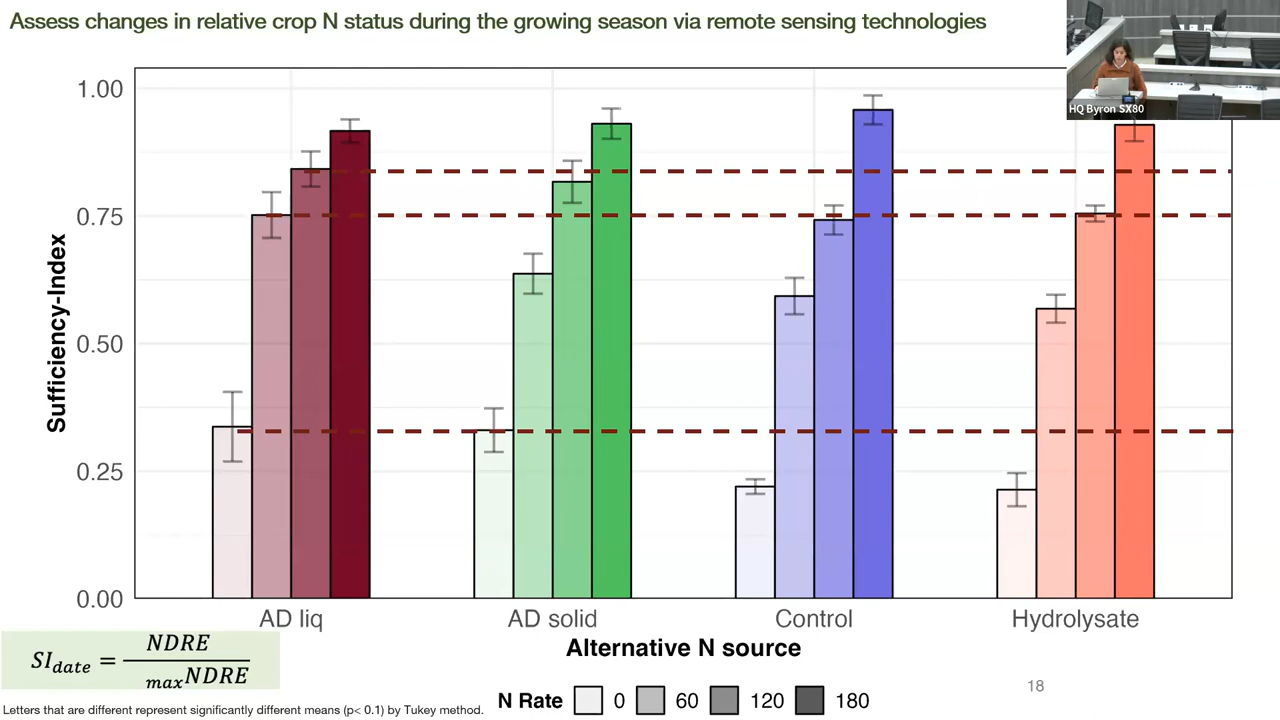 Assess changes in relative crop N status during the growing season via remote sensing technologies
HQ Byron SX80
1.00
0.75
0.50
0.25
0.00
Sufficiency-Index
AD liq
AD solid
Control
Hydrolysate
Alternative N source
SIdate = NDRE / maxNDRE
N Rate 0 60 120 180
18
Letters that are different represent significantly different means (p< 0.1) by Tukey method.